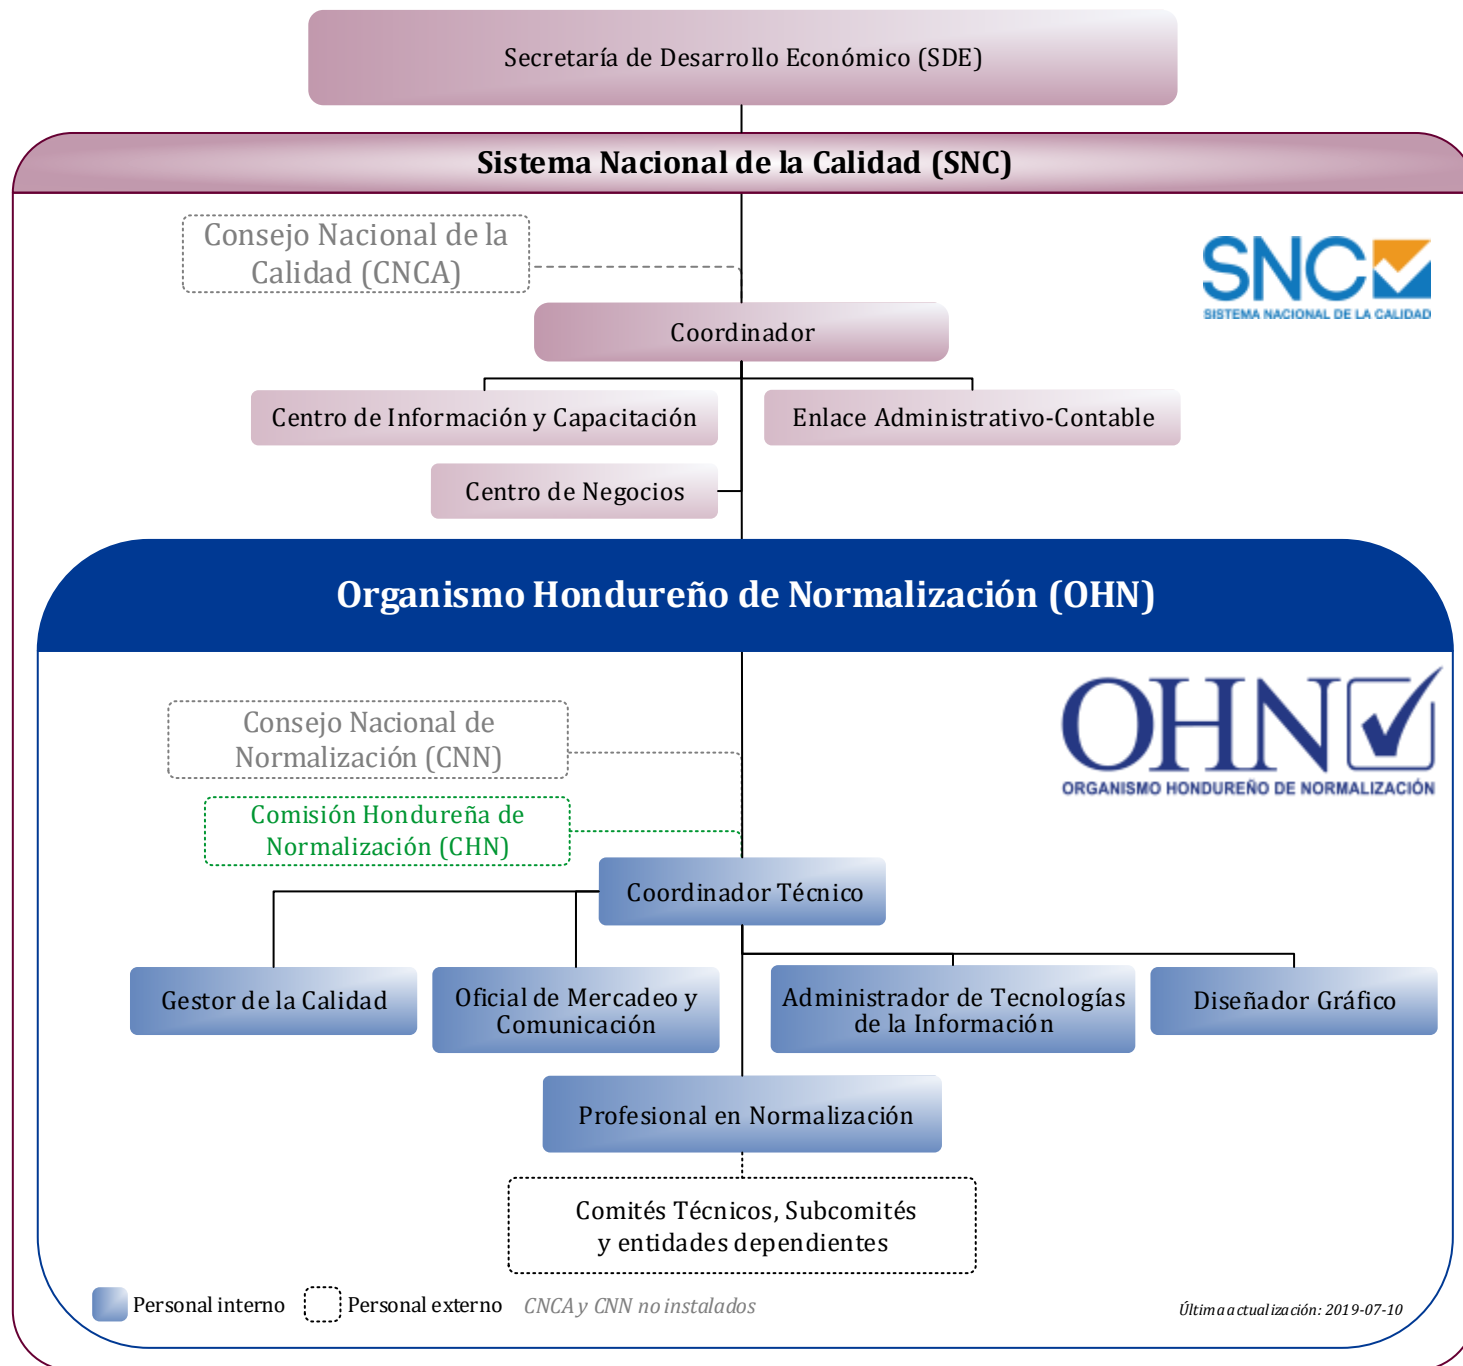 Secretaría de Desarrollo Económico (SDE)
Sistema Nacional de la Calidad (SNC)
Consejo Nacional de la
Calidad (CNCA)
SNC
SISTEMA NACIONAL DE LA CALIDAD
Coordinador
Centro de Información y Capacitación
Enlace Administrativo-Contable
Centro de Negocios
Organismo Hondureño de Normalización (OHN)
Consejo Nacional de
Normalización (CNN)
OHN
ORGANISMO HONDUREÑO DE NORMALIZACIÓN
Comisión Hondureña de
Normalización (CHN)
Coordinador Técnico
Gestor de la Calidad
Oficial de Mercadeo y
Comunicación
Administrador de Tecnologías
de la Información
Diseñador Gráfico
Profesional en Normalización
Comités Técnicos, Subcomités
y entidades dependientes
Personal interno
Personal externo
CNCA y CNN no instalados
Última actualización: 2019-07-10